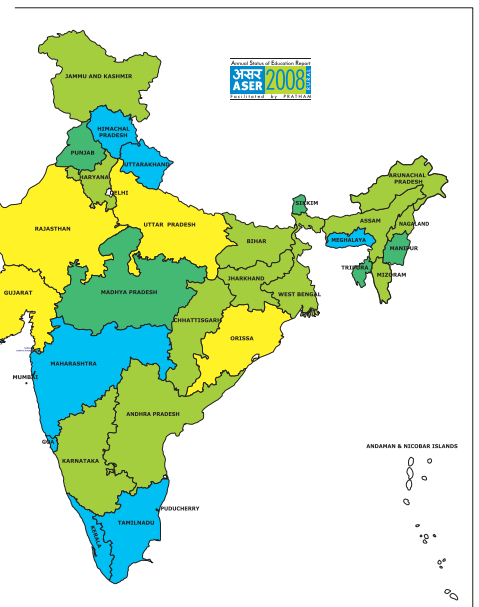 Annual Status of Education Report
असर
ASER
2008
RURAL
Facilitated by PRATHAM
JAMMU AND KASHMIR
HIMACHAL
PRADESH
PUNJAB
UTTARAKHAND
HARYANA
DELHI
ARUNACHAL
PRADESH
SIKKIM
RAJASTHAN
UTTAR PRADESH
ASSAM
NAGALAND
BIHAR
MEGHALAYA
MANIPUR
TRIPURA
MIZORAM
JHARKHAND
GUJARAT
MADHYA PRADESH
WEST BENGAL
CHHATTISGARH
ORISSA
MAHARASHTRA
MUMBAI
ANDHRA PRADESH
GOA
ANDAMAN & NICOBAR ISLANDS
KARNATAKA
PUDUCHERRY
TAMILNADU
KERALA